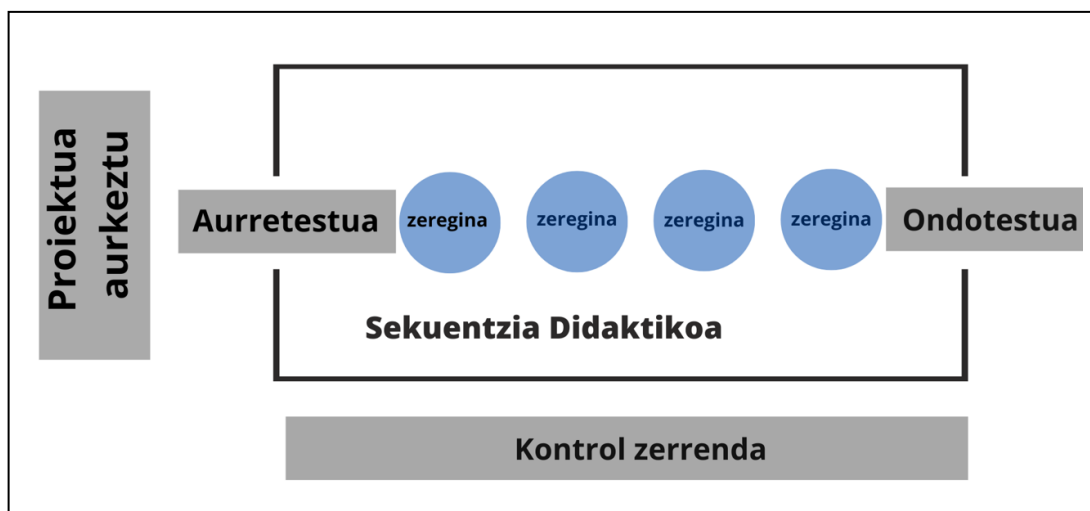 Proiektua
aurkeztu
Aurretestua
zeregina
zeregina
zeregina
zeregina
Ondotestua
Sekuentzia Didaktikoa
Kontrol zerrenda